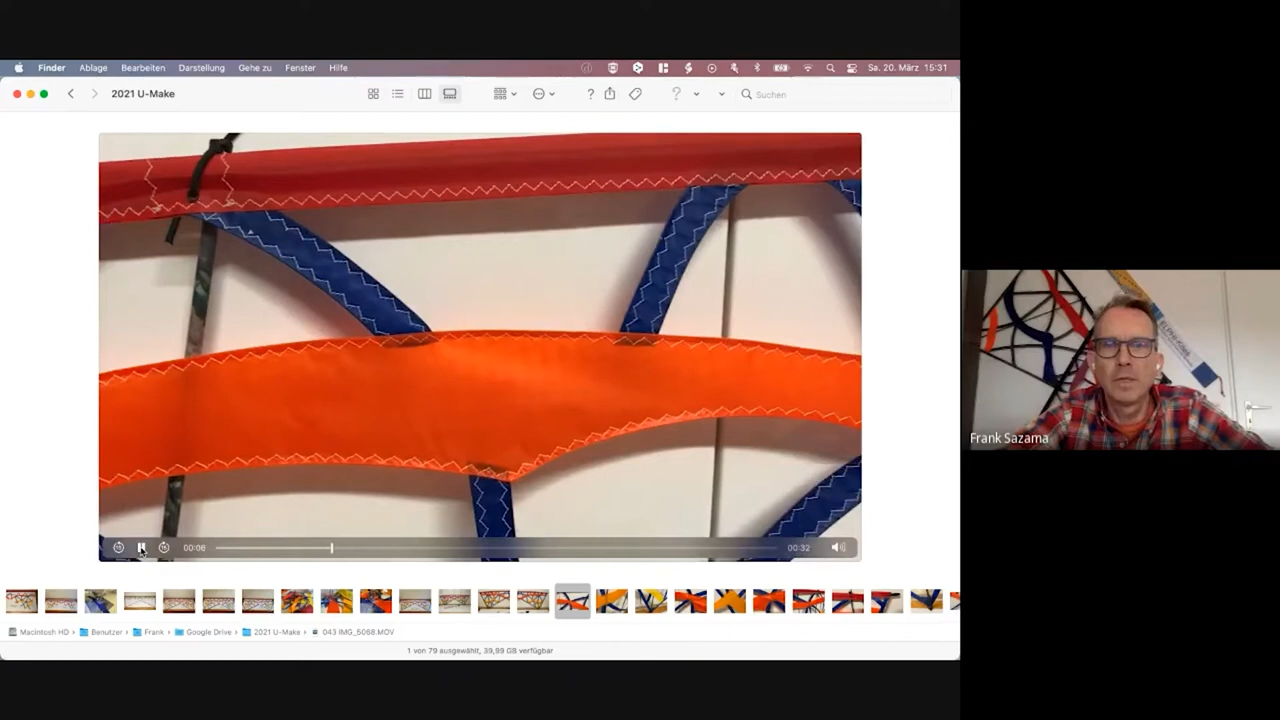 Finder Ablage Bearbeiten Darstellung Gehe zu Fenster Hilfe Sa. 20. März 15:31
2021 U-Make Suchen
00:06 00:32
Frank Sazama
Macintosh HD › Benutzer › Frank › Google Drive › 2021 U-Make › 043 IMG_5068.MOV
1 von 79 ausgewählt, 39,99 GB verfügbar